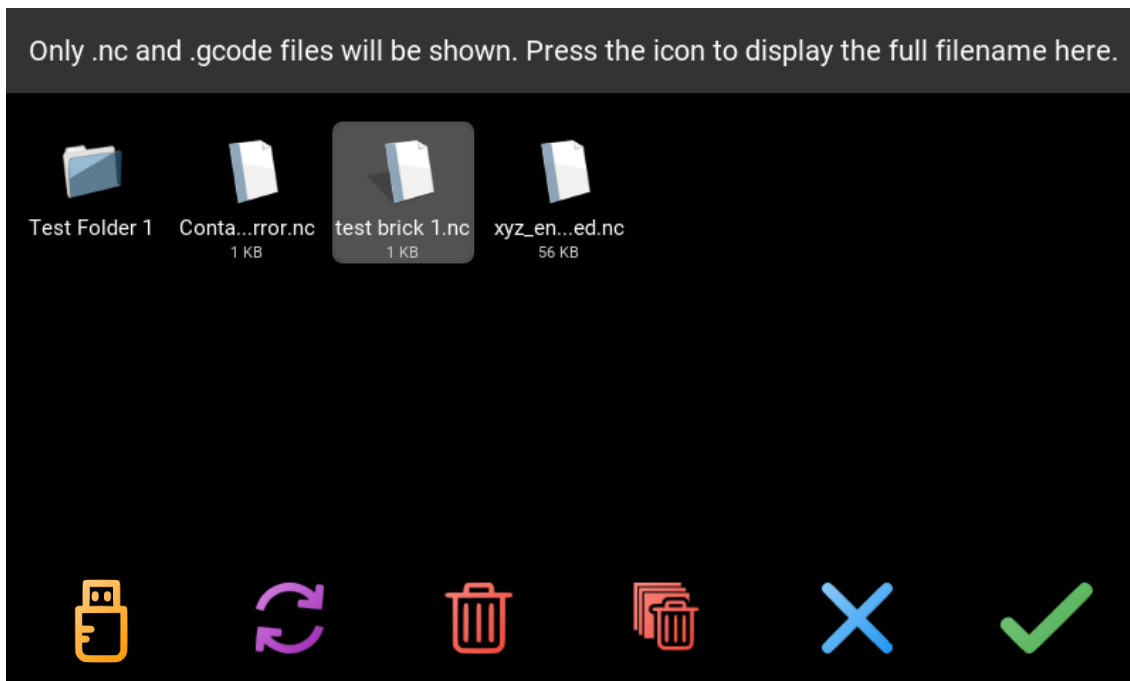 Only .nc and .gcode files will be shown. Press the icon to display the full filename here.
Test Folder 1 Conta...rror.nc test brick 1.nc xyz_en...ed.nc
1 KB 1 KB 56 KB